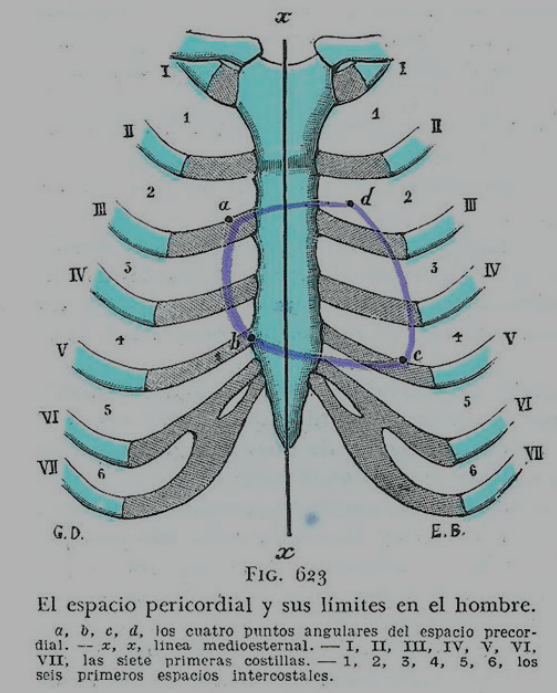 x
I I
1 1
II II
2 2
a d
III III
3 3
IV IV
4 4
b c
V V
5 5
VI VI
6 6
VII VII
G.D. E.B.
x
FIG. 623
El espacio pericordial y sus límites en el hombre.
a, b, c, d, los cuatro puntos angulares del espacio precor-
dial. — x, x, línea medioesternal. — I, II, III, IV, V, VI,
VII, las siete primeras costillas. — 1, 2, 3, 4, 5, 6, los
seis primeros espacios intercostales.